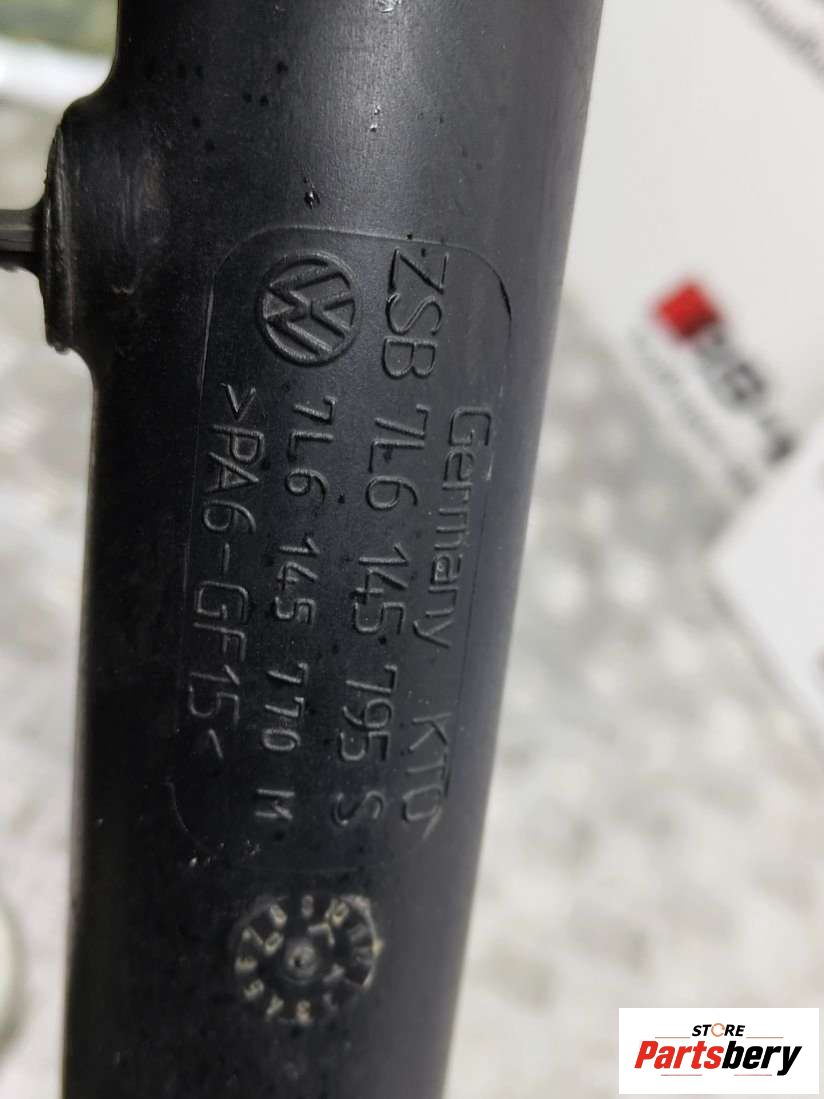 Germany KTO
ZSB 7L6 145 795 S
7L6 145 770 M
>PA6-GF15<
STORE
Partsbery